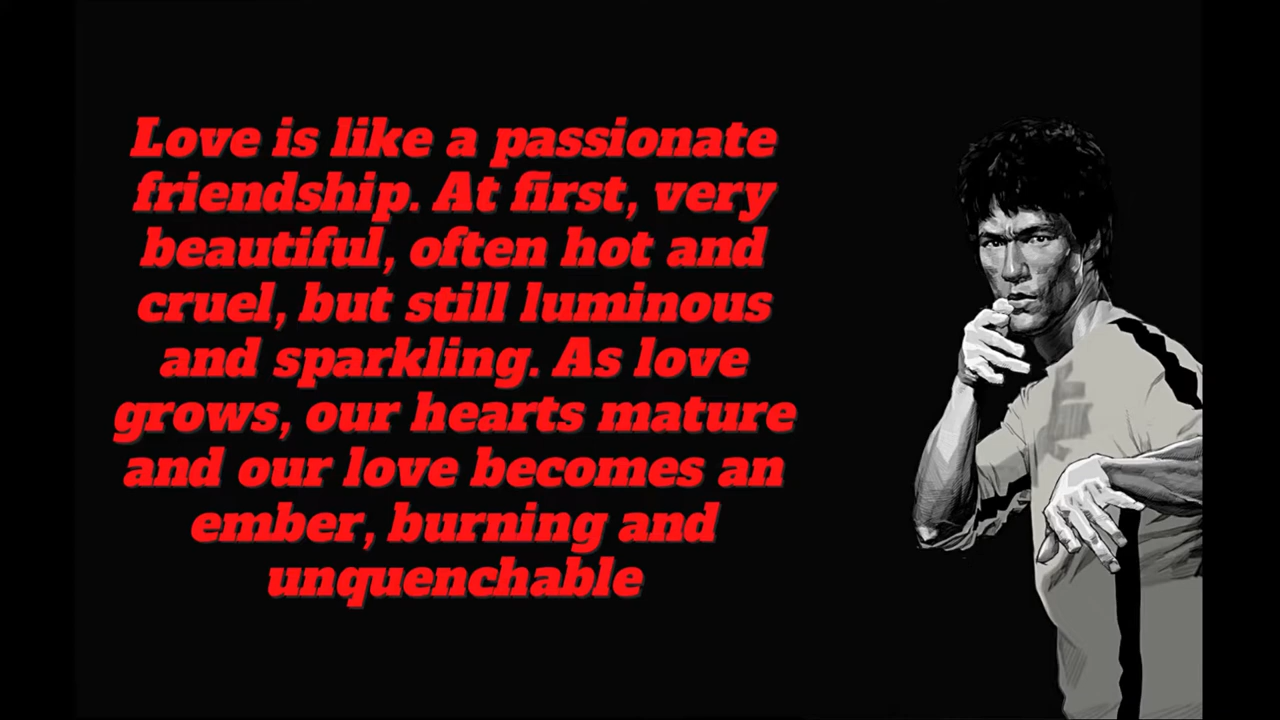 Love is like a passionate
friendship. At first, very
beautiful, often hot and
cruel, but still luminous
and sparkling. As love
grows, our hearts mature
and our love becomes an
ember, burning and
unquenchable